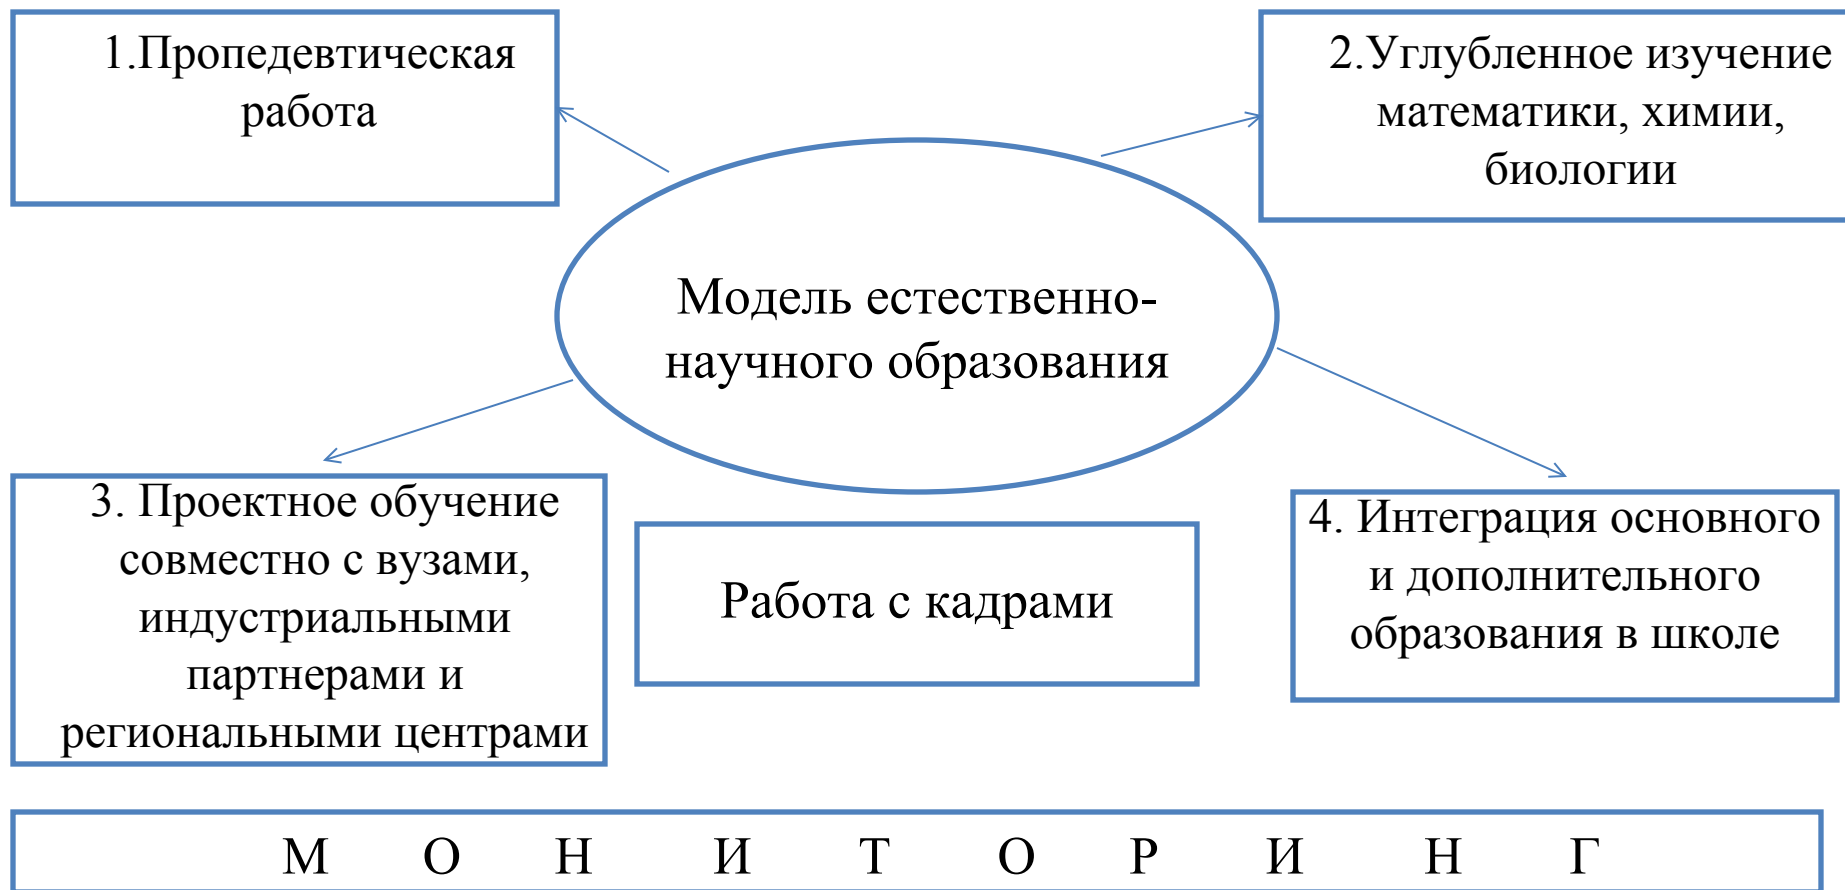 1.Пропедевтическая
работа
2.Углубленное изучение
математики, химии,
биологии
Модель естественно-
научного образования
3. Проектное обучение
совместно с вузами,
индустриальными
партнерами и
региональными центрами
Работа с кадрами
4. Интеграция основного
и дополнительного
образования в школе
М О Н И Т О Р И Н Г